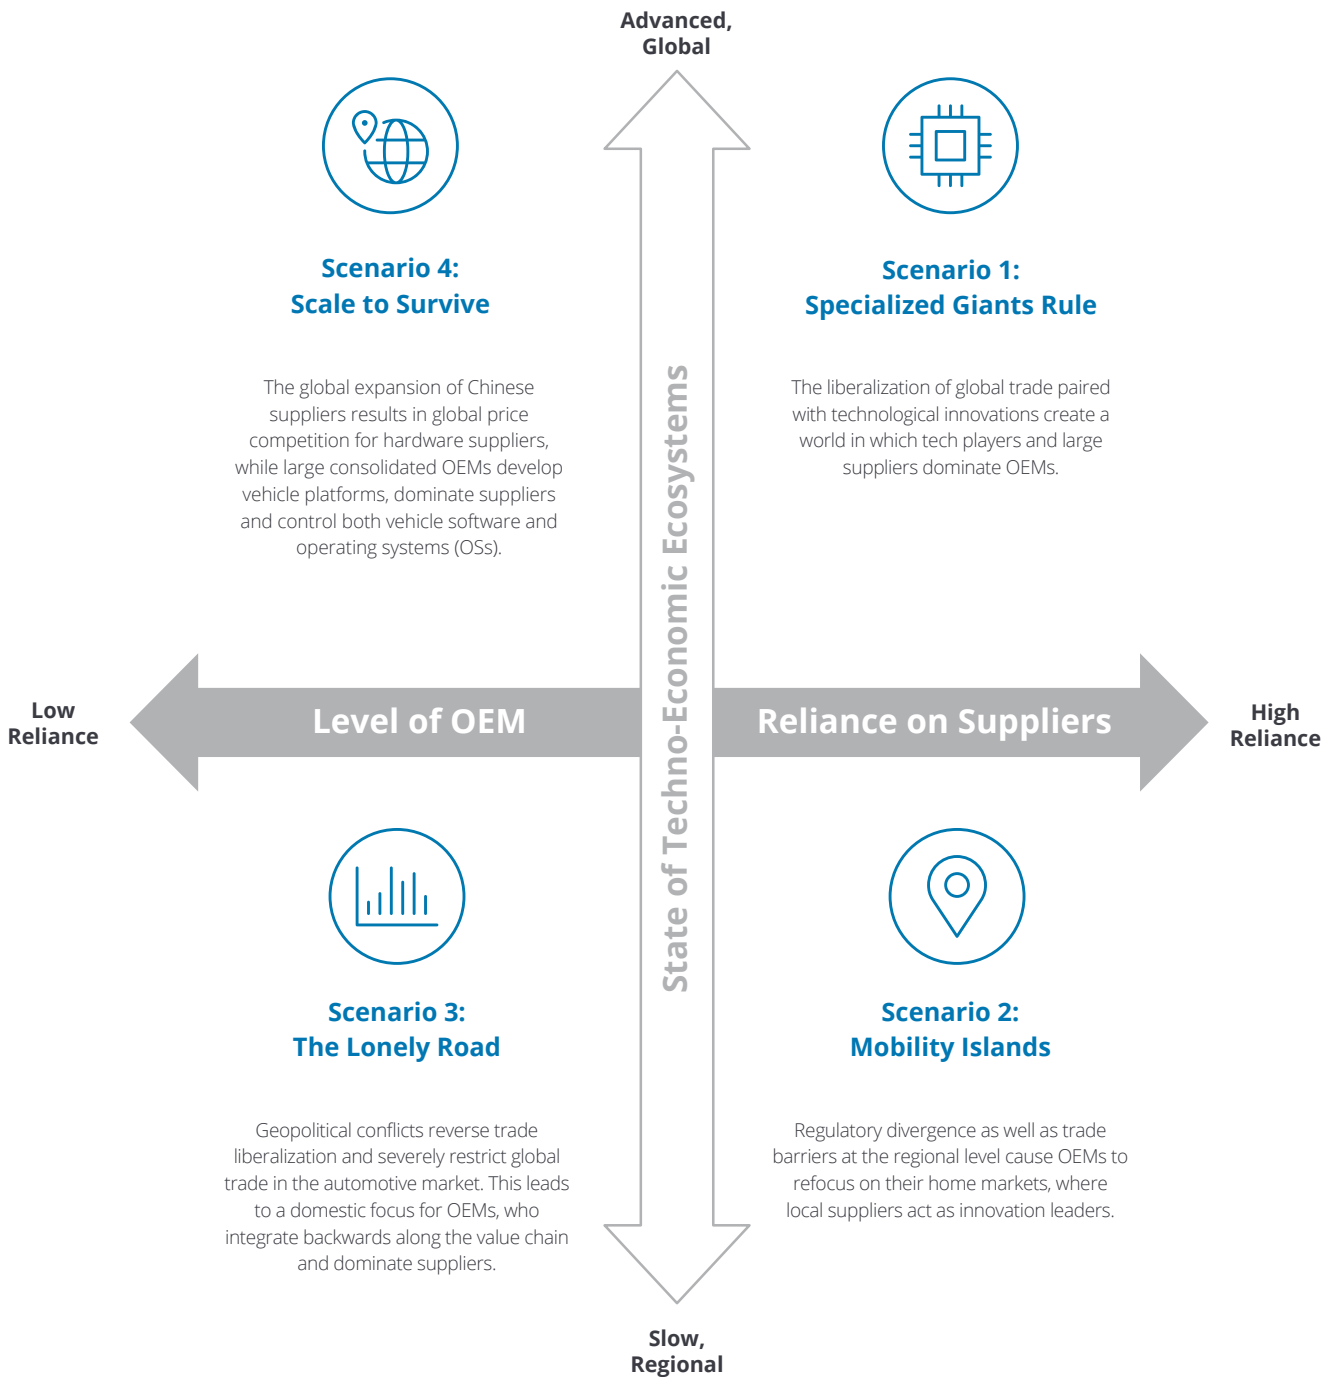 Advanced,
Global
Scenario 4:
Scale to Survive
The global expansion of Chinese
suppliers results in global price
competition for hardware suppliers,
while large consolidated OEMs develop
vehicle platforms, dominate suppliers
and control both vehicle software and
operating systems (OSs).
Scenario 1:
Specialized Giants Rule
The liberalization of global trade paired
with technological innovations create a
world in which tech players and large
suppliers dominate OEMs.
State of Techno-Economic Ecosystems
Low
Reliance
Level of OEM
Reliance on Suppliers
High
Reliance
Scenario 3:
The Lonely Road
Geopolitical conflicts reverse trade
liberalization and severely restrict global
trade in the automotive market. This leads
to a domestic focus for OEMs, who
integrate backwards along the value chain
and dominate suppliers.
Scenario 2:
Mobility Islands
Regulatory divergence as well as trade
barriers at the regional level cause OEMs to
refocus on their home markets, where
local suppliers act as innovation leaders.
Slow,
Regional